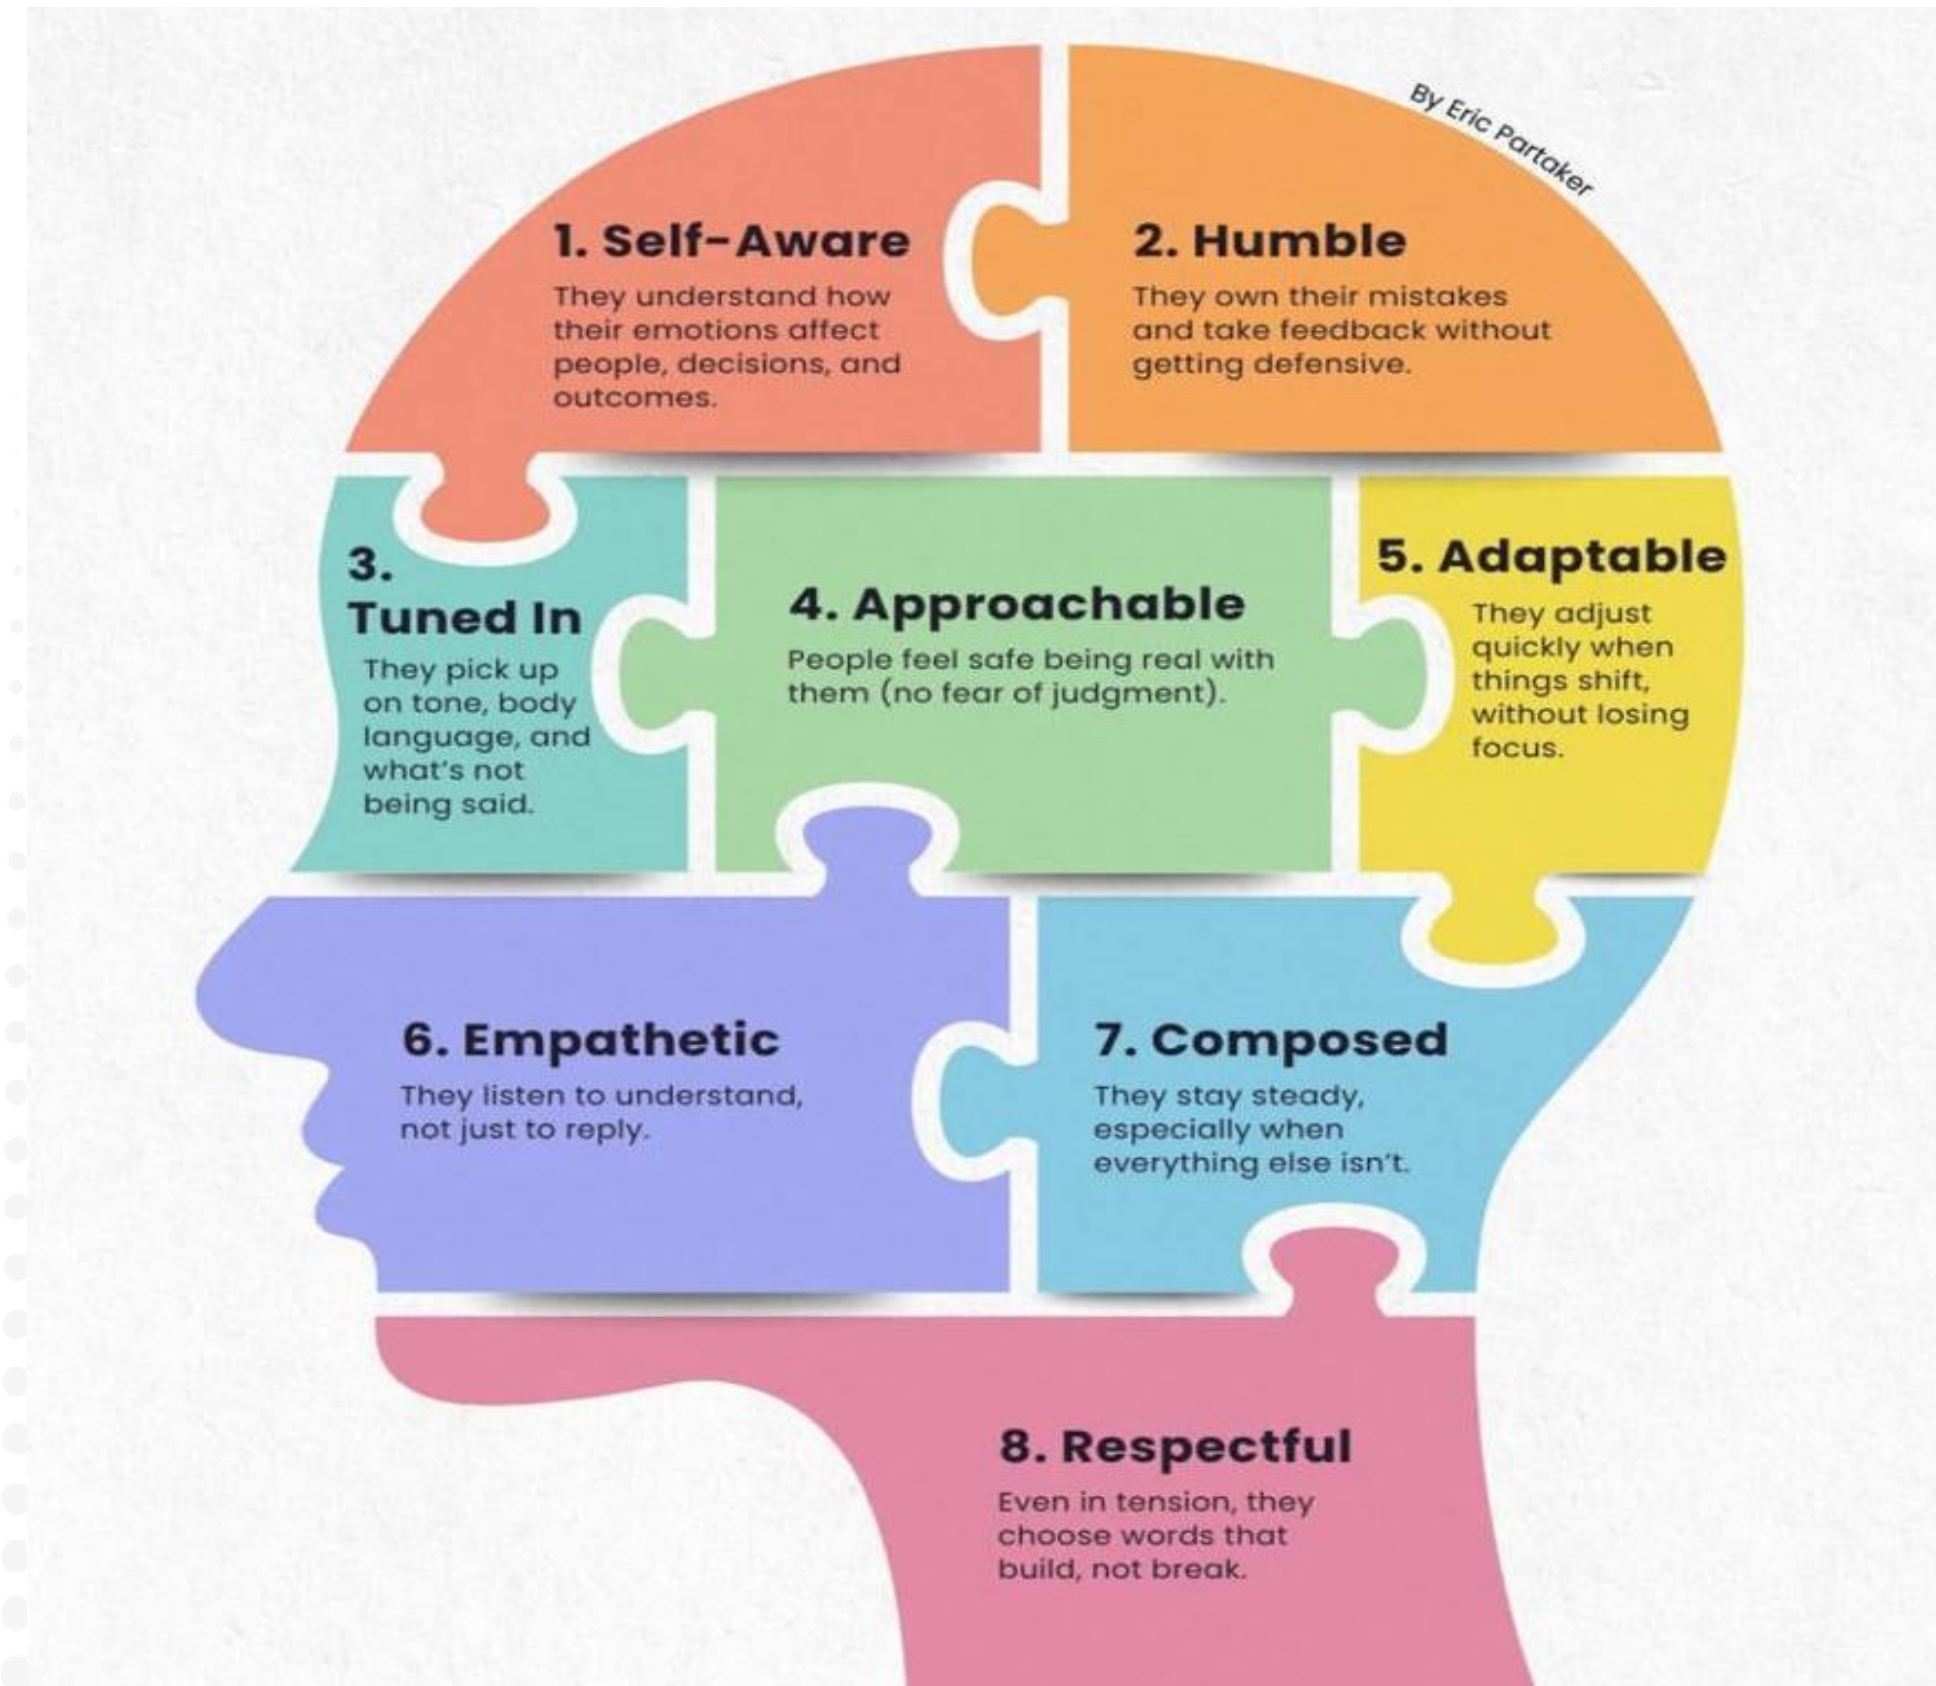 By Eric Partaker
1. Self-Aware
They understand how
their emotions affect
people, decisions, and
outcomes.
2. Humble
They own their mistakes
and take feedback without
getting defensive.
3.
Tuned In
They pick up
on tone, body
language, and
what's not
being said.
4. Approachable
People feel safe being real with
them (no fear of judgment).
5. Adaptable
They adjust
quickly when
things shift,
without losing
focus.
6. Empathetic
They listen to understand,
not just to reply.
7. Composed
They stay steady,
especially when
everything else isn't.
8. Respectful
Even in tension, they
choose words that
build, not break.